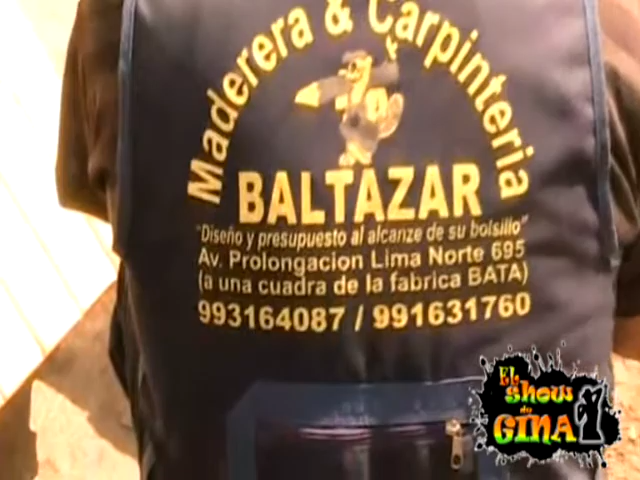 Maderera & Carpinteria
BALTAZAR
"Diseño y presupuesto al alcanze de su bolsillo"
Av. Prolongacion Lima Norte 695
(a una cuadra de la fabrica BATA)
993164087 / 991631760
EL
show
de
GINA